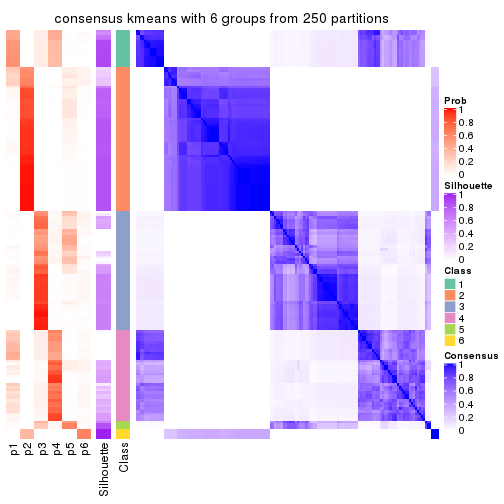 consensus kmeans with 6 groups from 250 partitions
Prob
1
0.8
0.6
0.4
0.2
0
Silhouette
1
0.8
0.6
0.4
0.2
0
Class
1
2
3
4
5
6
Consensus
1
0.8
0.6
0.4
0.2
0
p1
p2
p3
p4
p5
p6
Silhouette
Class